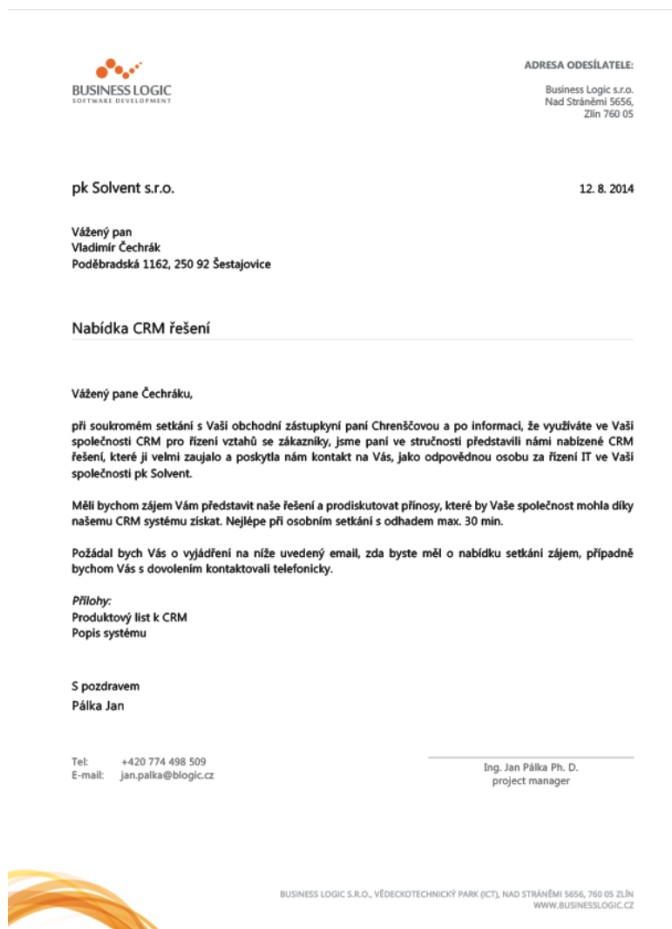 BUSINESS LOGIC
SOFTWARE DEVELOPMENT
ADRESA ODESÍLATELE:
Business Logic s.r.o.
Nad Stráněmi 5656,
Zlín 760 05
pk Solvent s.r.o.
12. 8. 2014
Vážený pan
Vladimír Čechrák
Poděbradská 1162, 250 92 Šestajovice
Nabídka CRM řešení
Vážený pane Čechráku,
při soukromém setkání s Vaší obchodní zástupkyní paní Chrenščovou a po informaci, že využíváte ve Vaší
společnosti CRM pro řízení vztahů se zákazníky, jsme paní ve stručnosti představili námi nabízené CRM
řešení, které ji velmi zaujalo a poskytla nám kontakt na Vás, jako odpovědnou osobu za řízení IT ve Vaší
společnosti pk Solvent.
Měli bychom zájem Vám představit naše řešení a prodiskutovat přínosy, které by Vaše společnost mohla díky
našemu CRM systému získat. Nejlépe při osobním setkání s odhadem max. 30 min.
Požádal bych Vás o vyjádření na níže uvedený email, zda byste měl o nabídku setkání zájem, případně
bychom Vás s dovolením kontaktovali telefonicky.
Přílohy:
Produktový list k CRM
Popis systému
S pozdravem
Pálka Jan
Tel: +420 774 498 509
E-mail: jan.palka@blogic.cz
Ing. Jan Pálka Ph. D.
project manager
BUSINESS LOGIC S.R.O., VĚDECKOTECHNICKÝ PARK (ICT), NAD STRÁNĚMI 5656, 760 05 ZLÍN
WWW.BUSINESSLOGIC.CZ